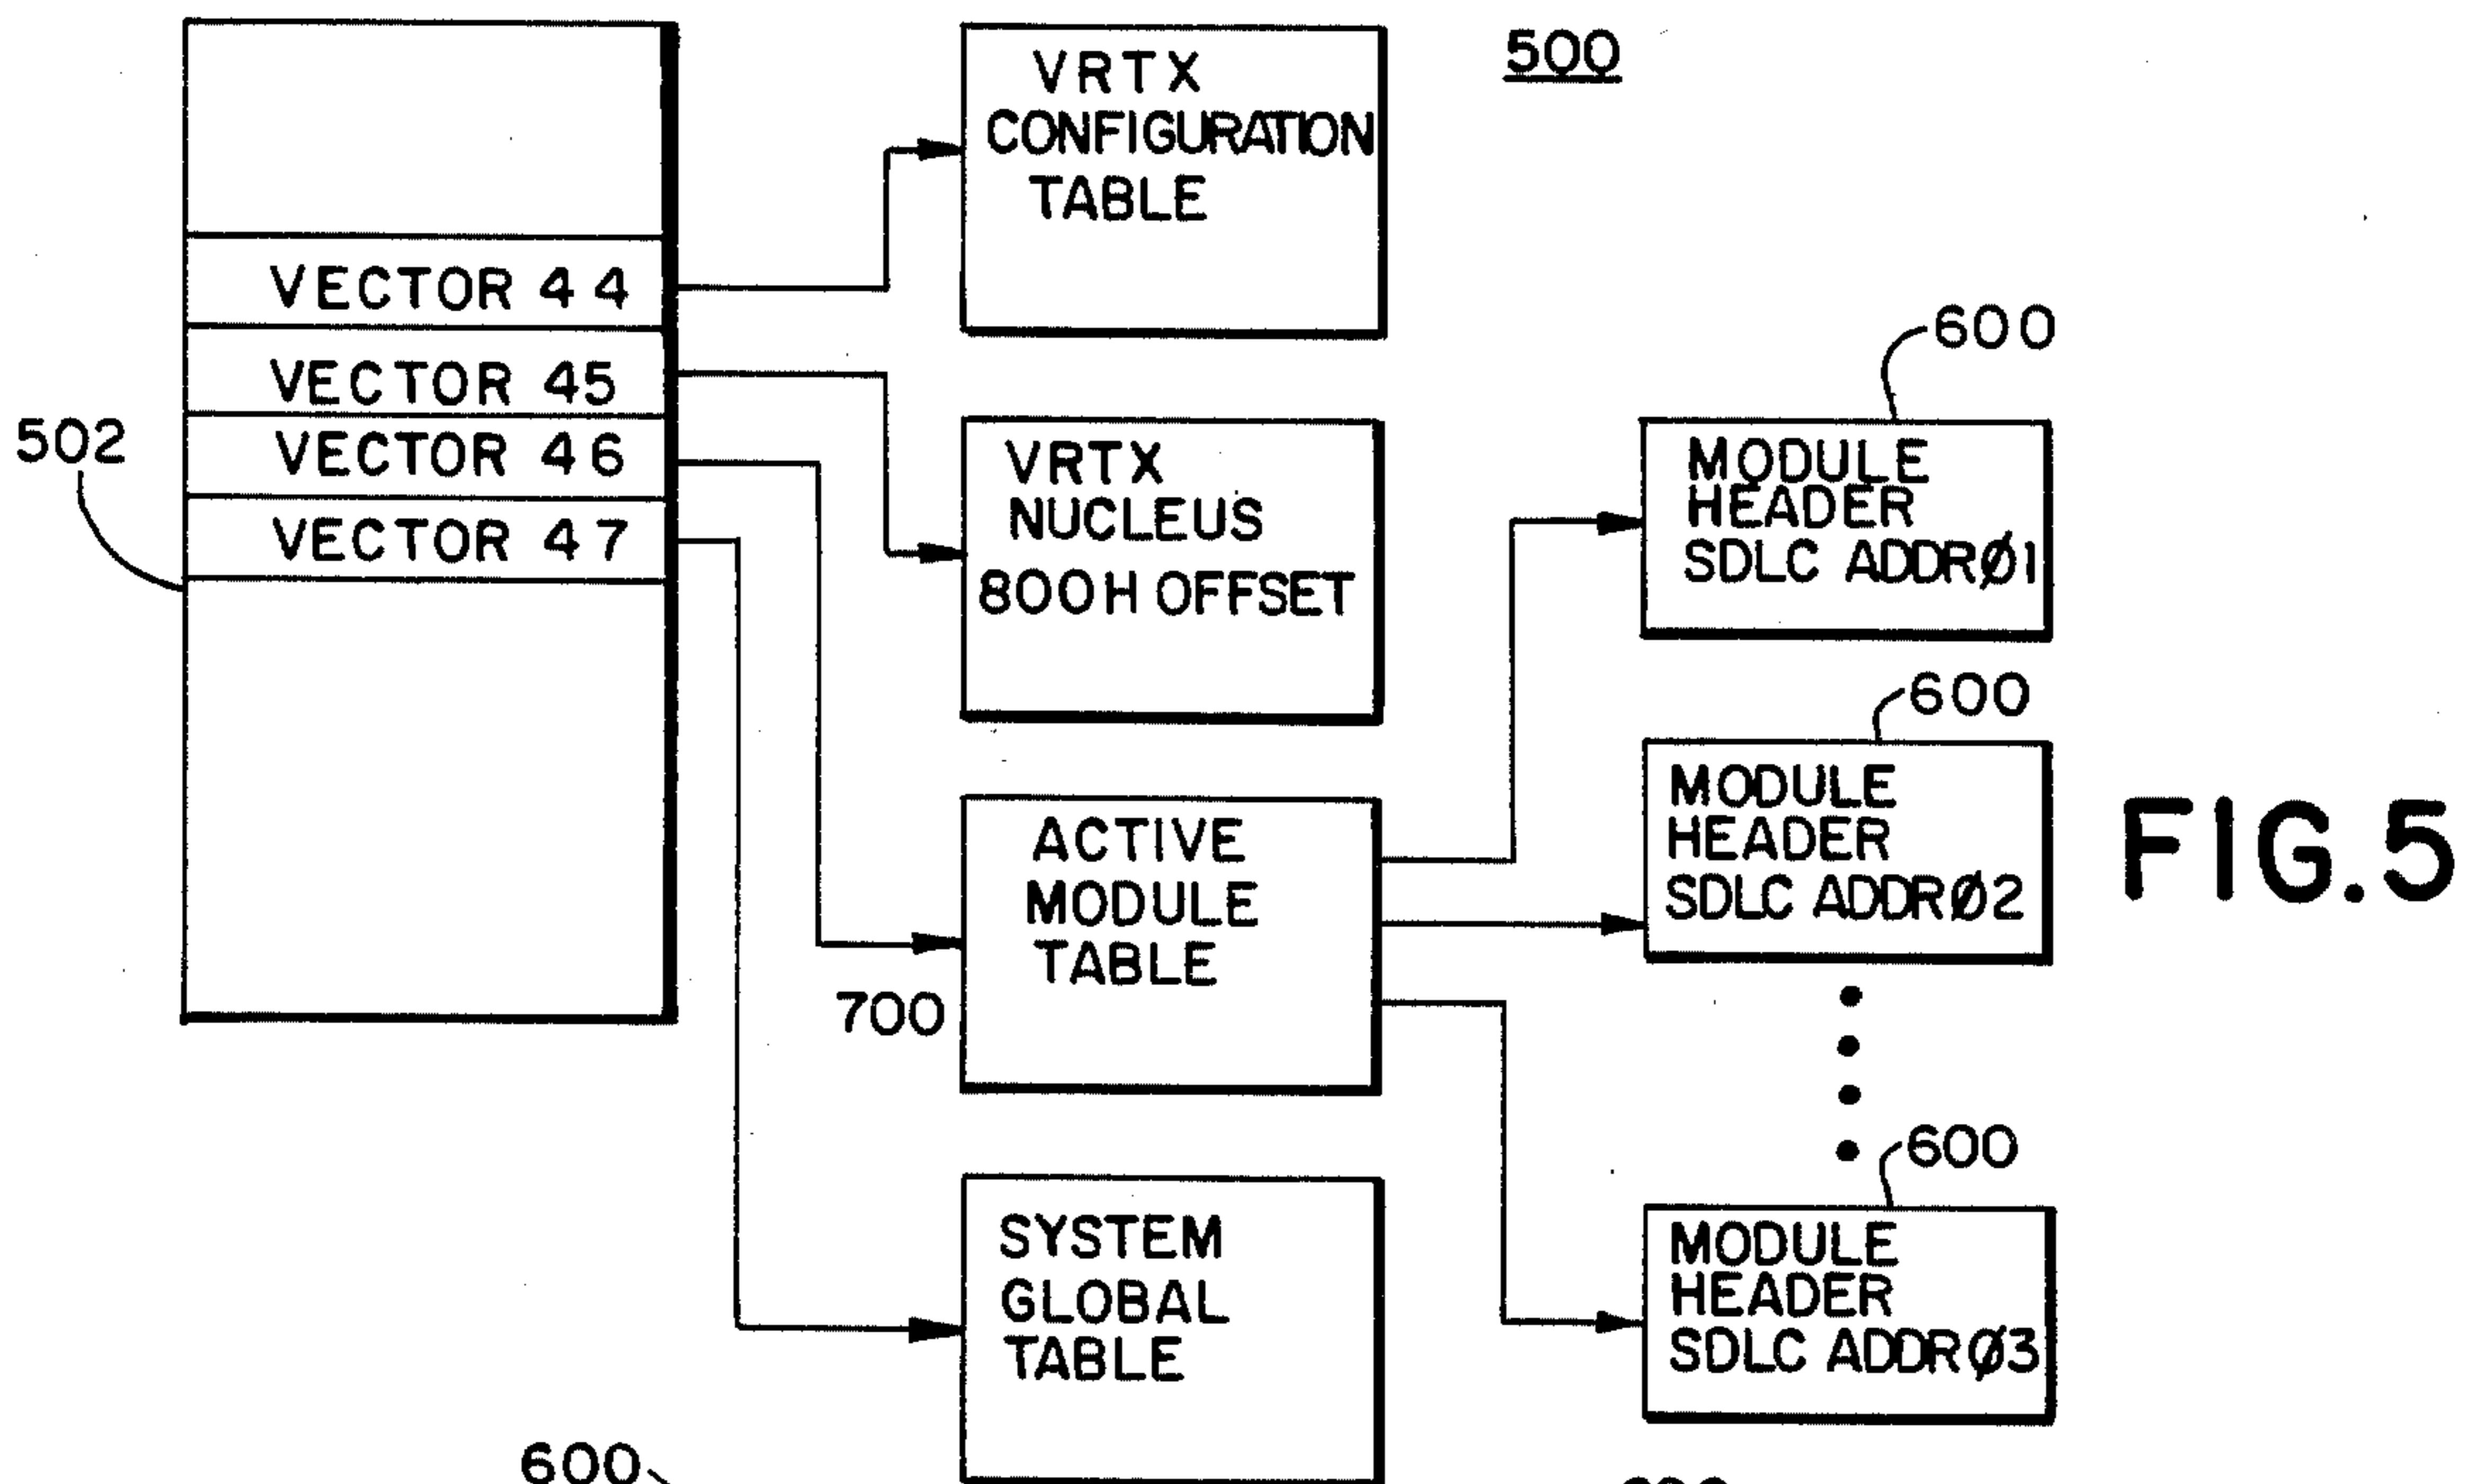 500
VRTX
CONFIGURATION
TABLE
VECTOR 44
VECTOR 45
VECTOR 46
VECTOR 47
502
VRTX
NUCLEUS
800H OFFSET
600
MODULE
HEADER
SDLC ADDRØ1
600
MODULE
HEADER
SDLC ADDRØ2
ACTIVE
MODULE
TABLE
700
FIG.5
600
MODULE
HEADER
SDLC ADDRØ3
SYSTEM
GLOBAL
TABLE
600